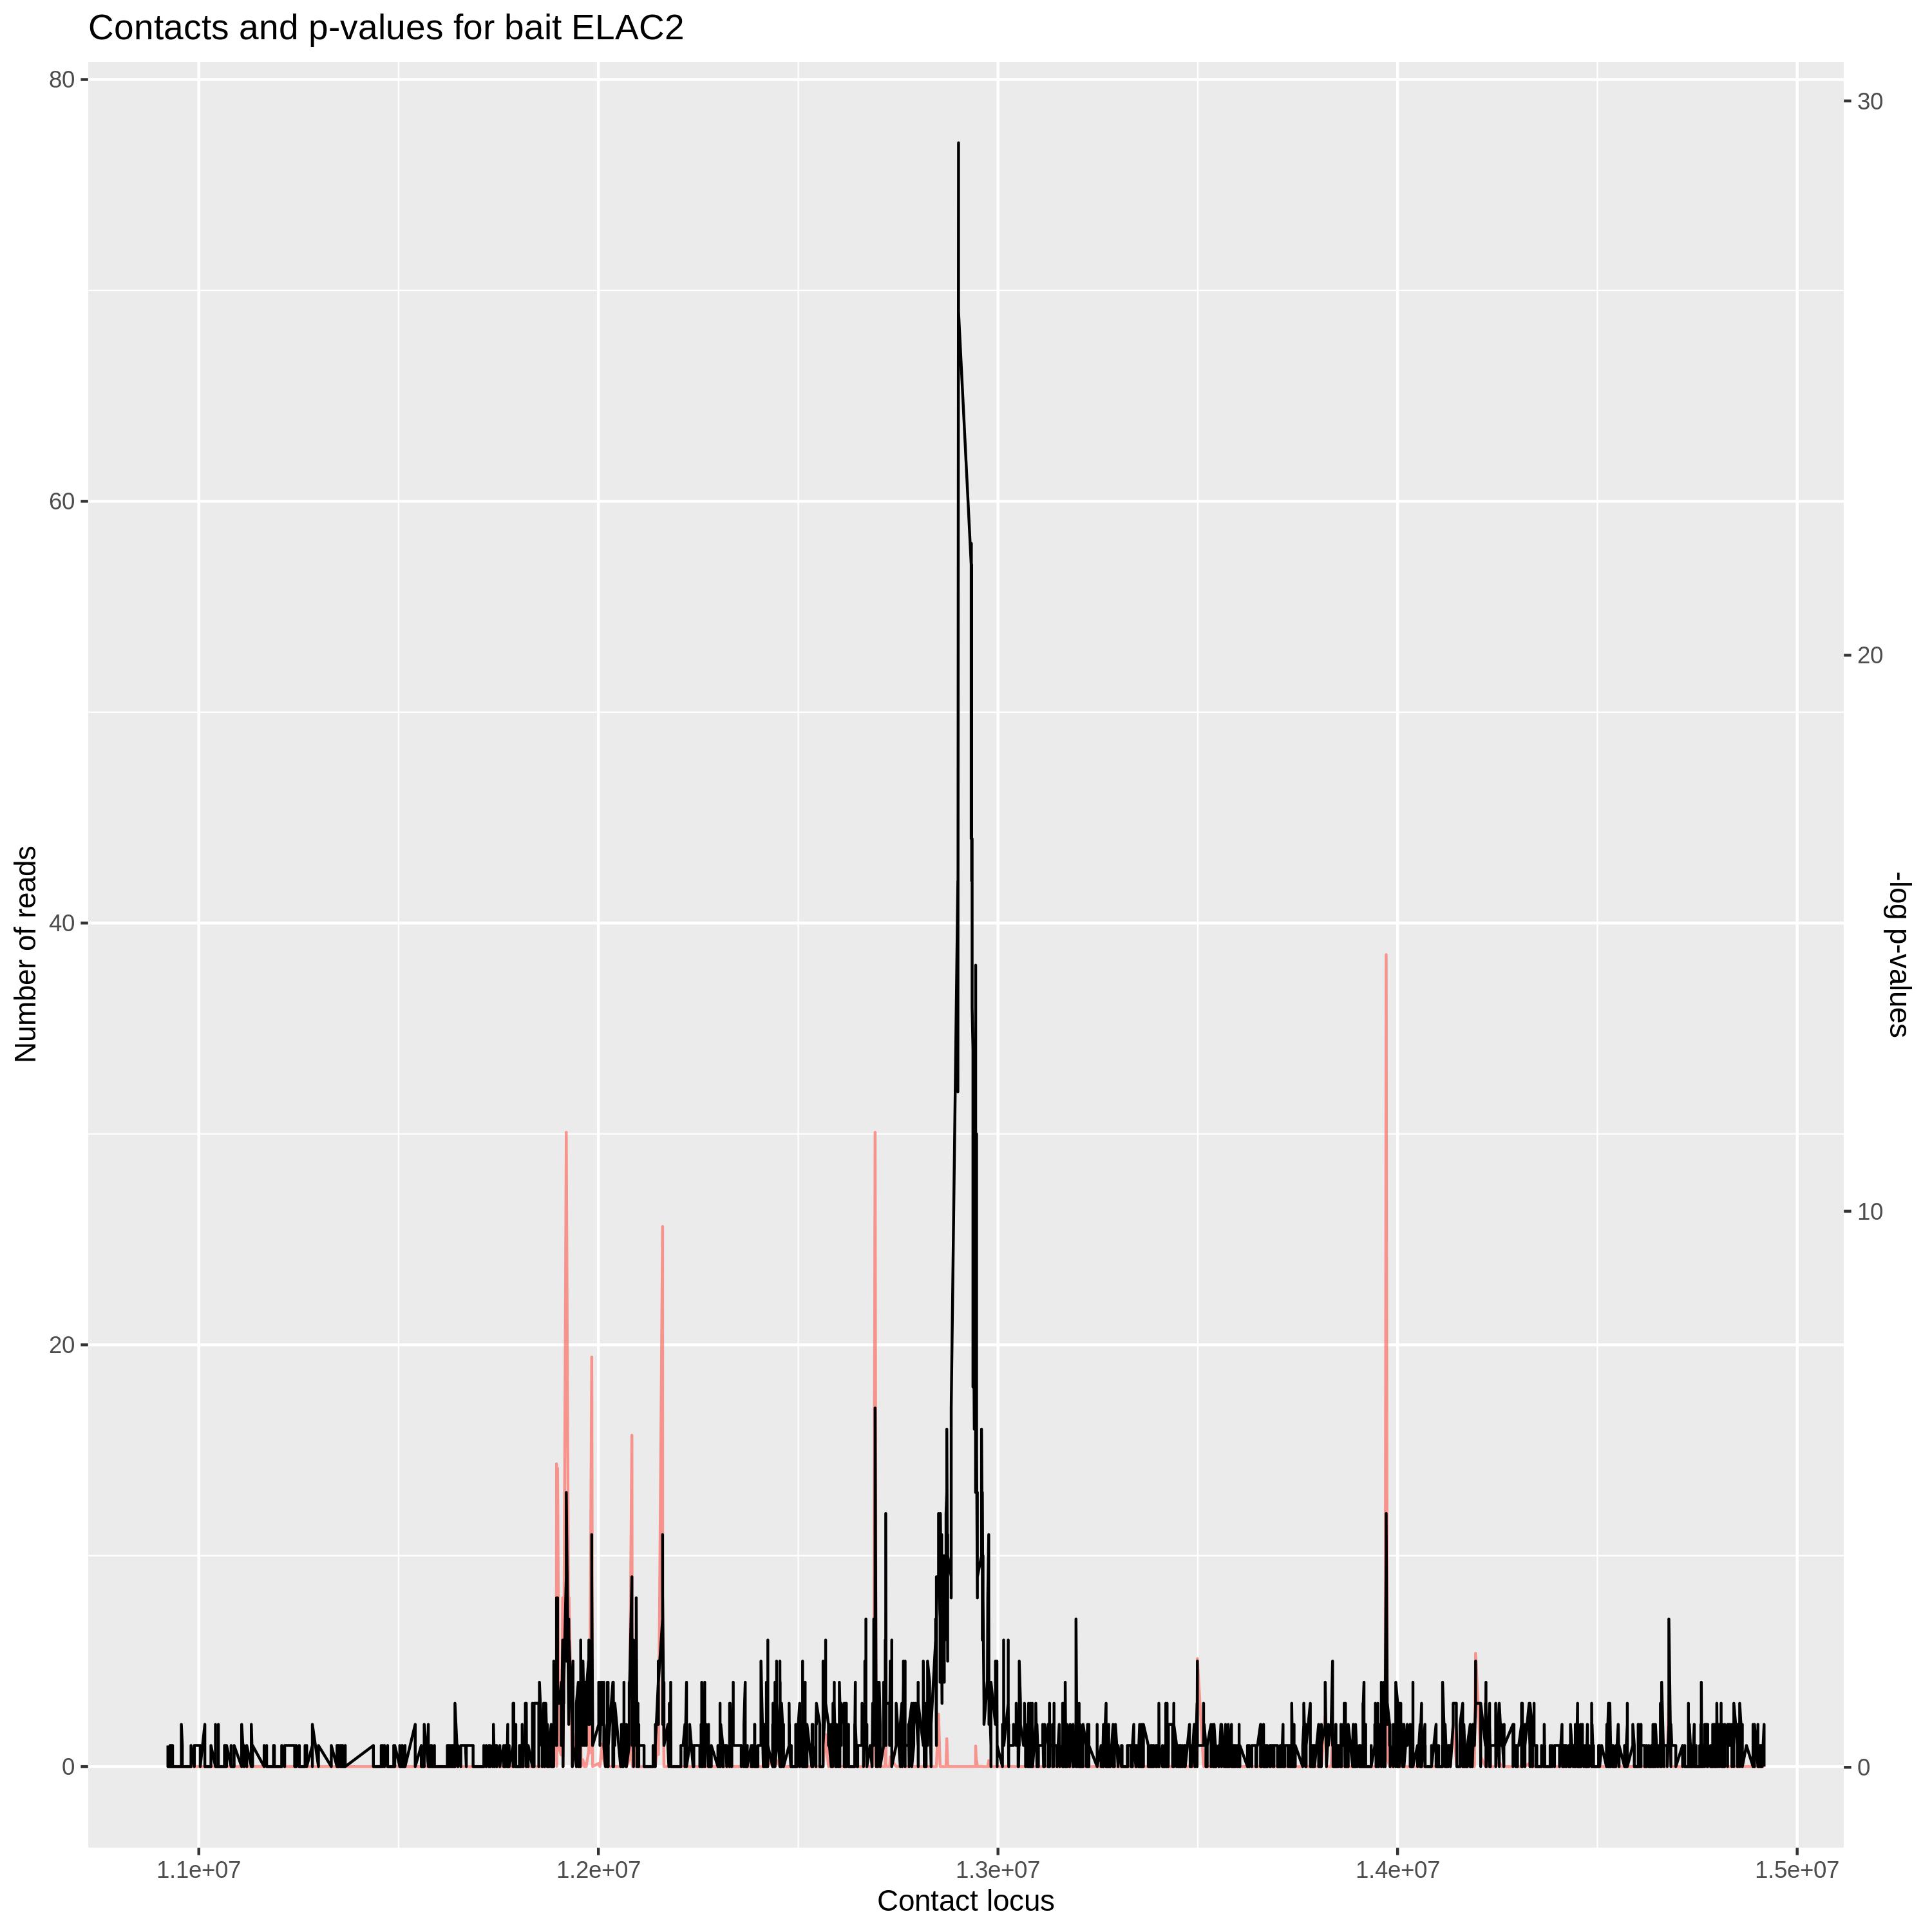 Contacts and p-values for bait ELAC2
80
60
40
20
0
Number of reads
30
20
10
0
-log p-values
1.1e+07 1.2e+07 1.3e+07 1.4e+07 1.5e+07
Contact locus